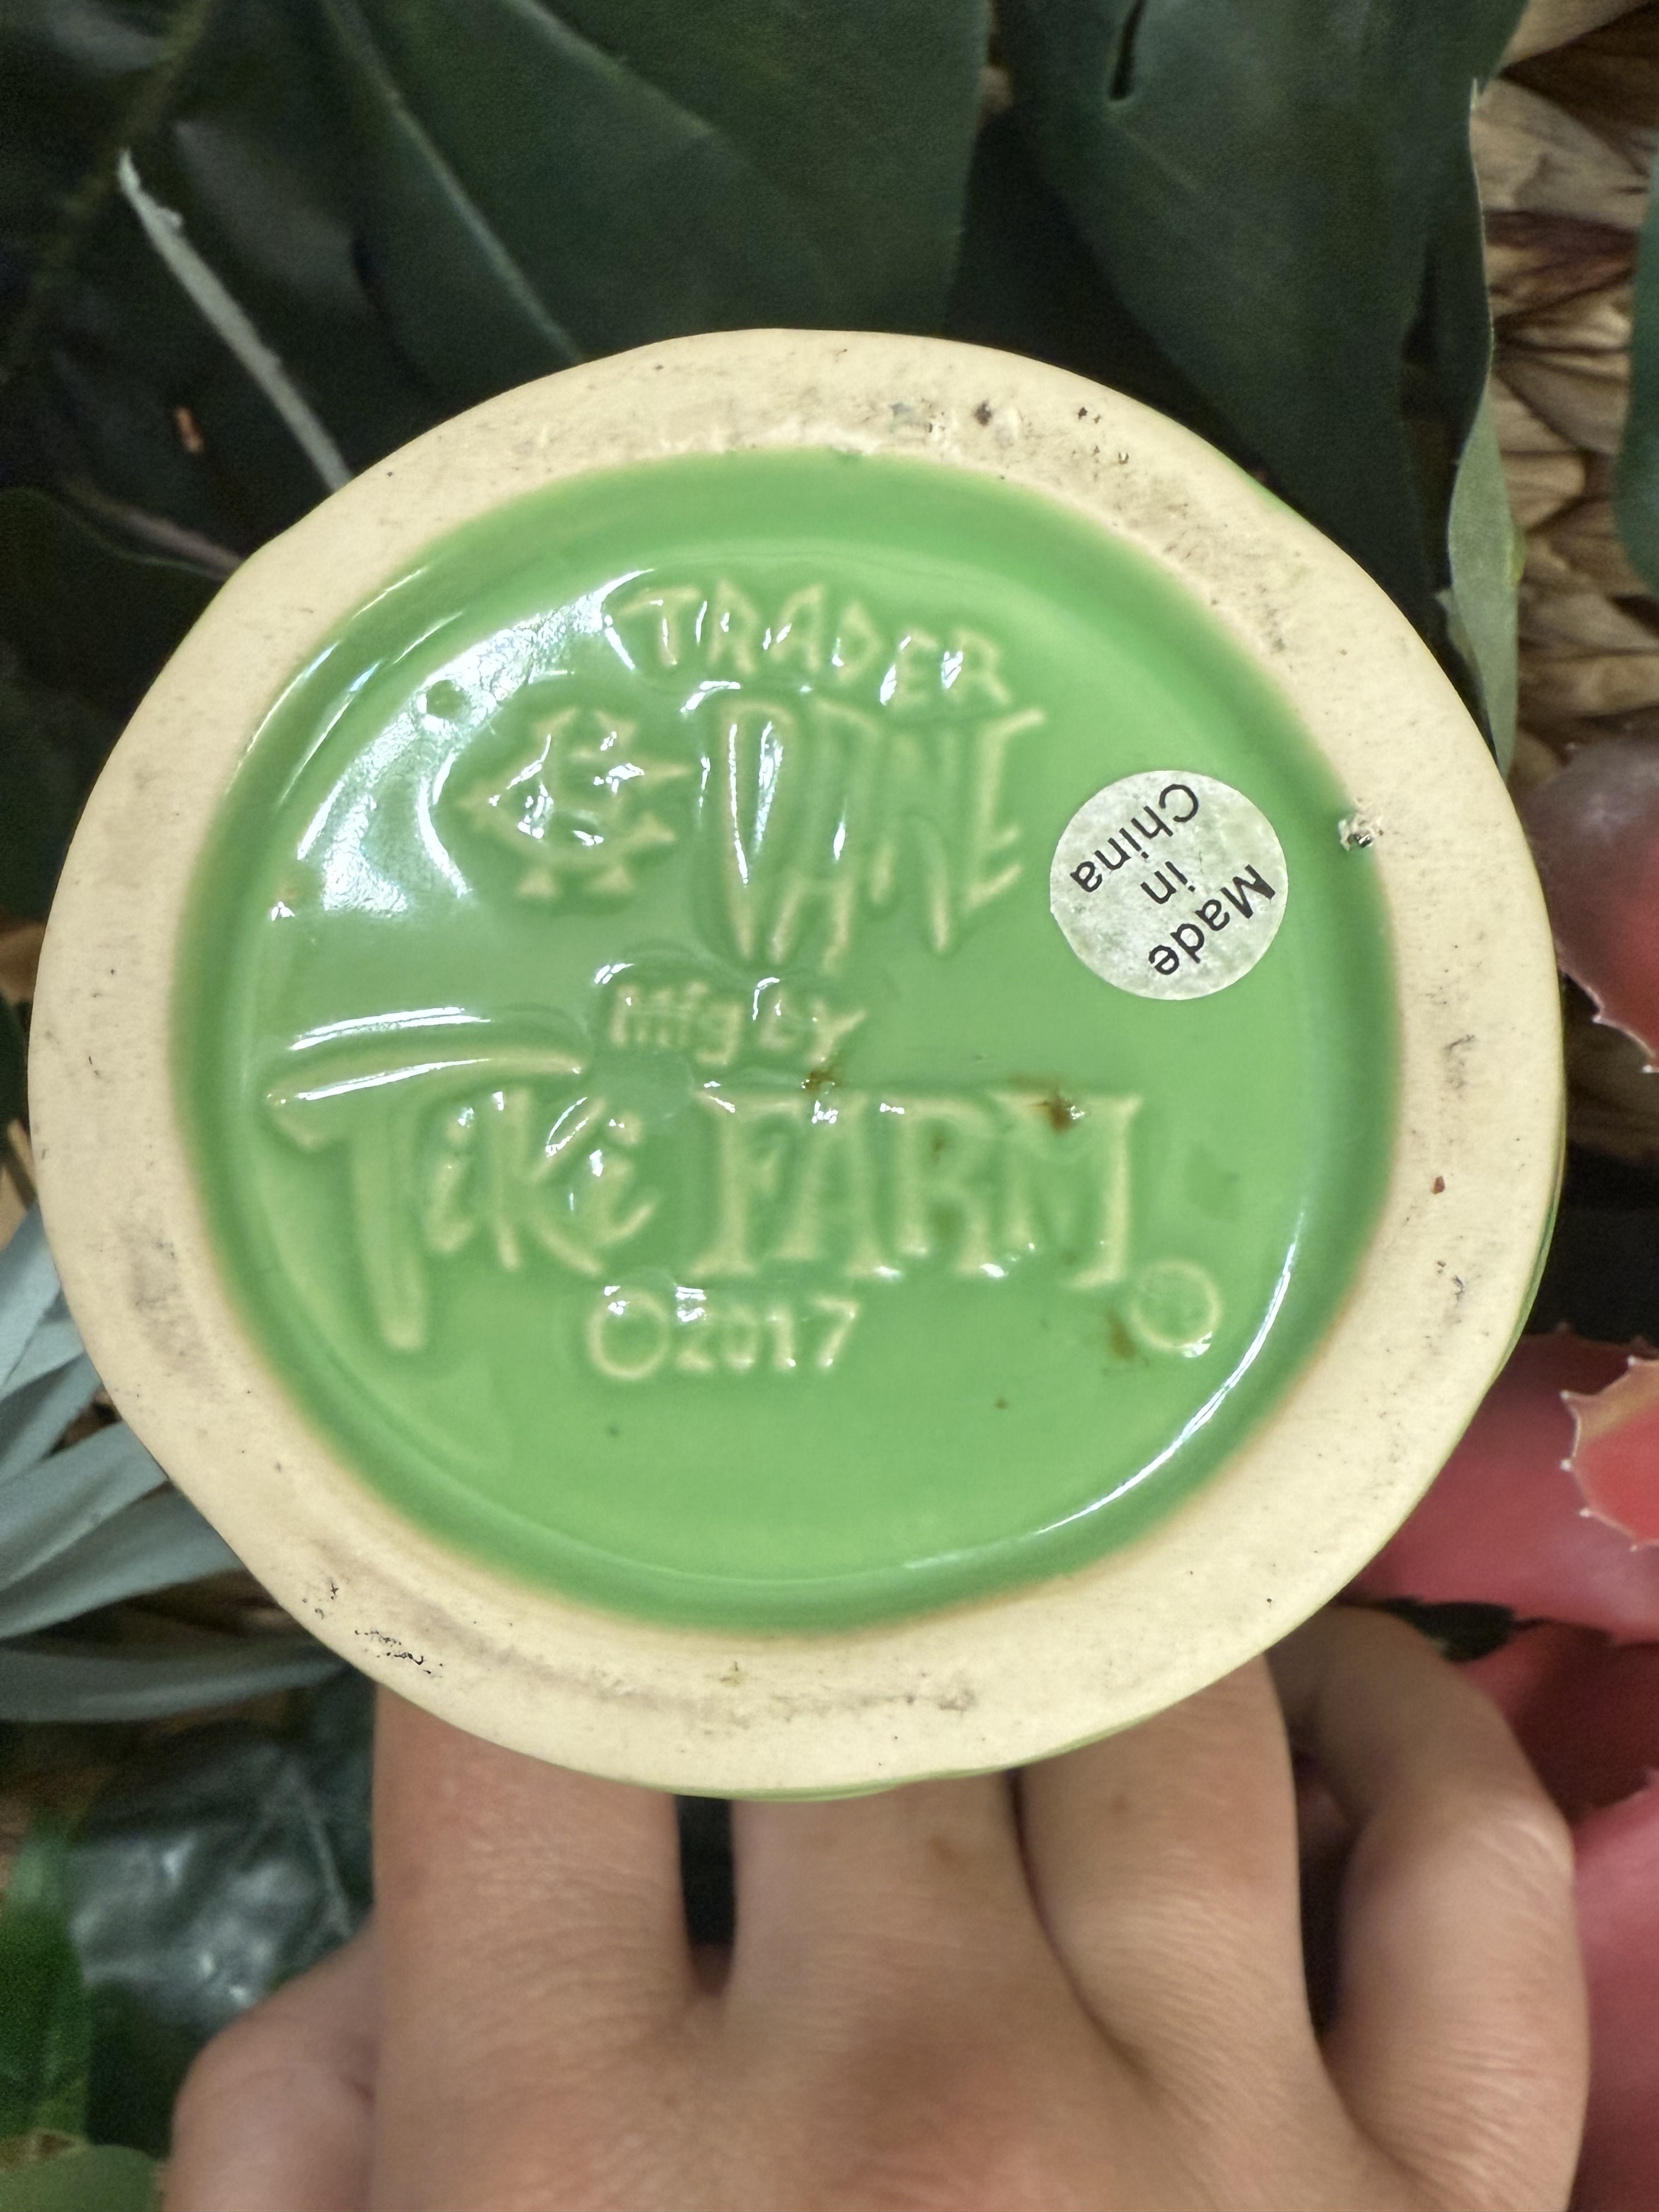 TRADER
DANE
mfg by
Tiki FARM
©2017
Made
in
China